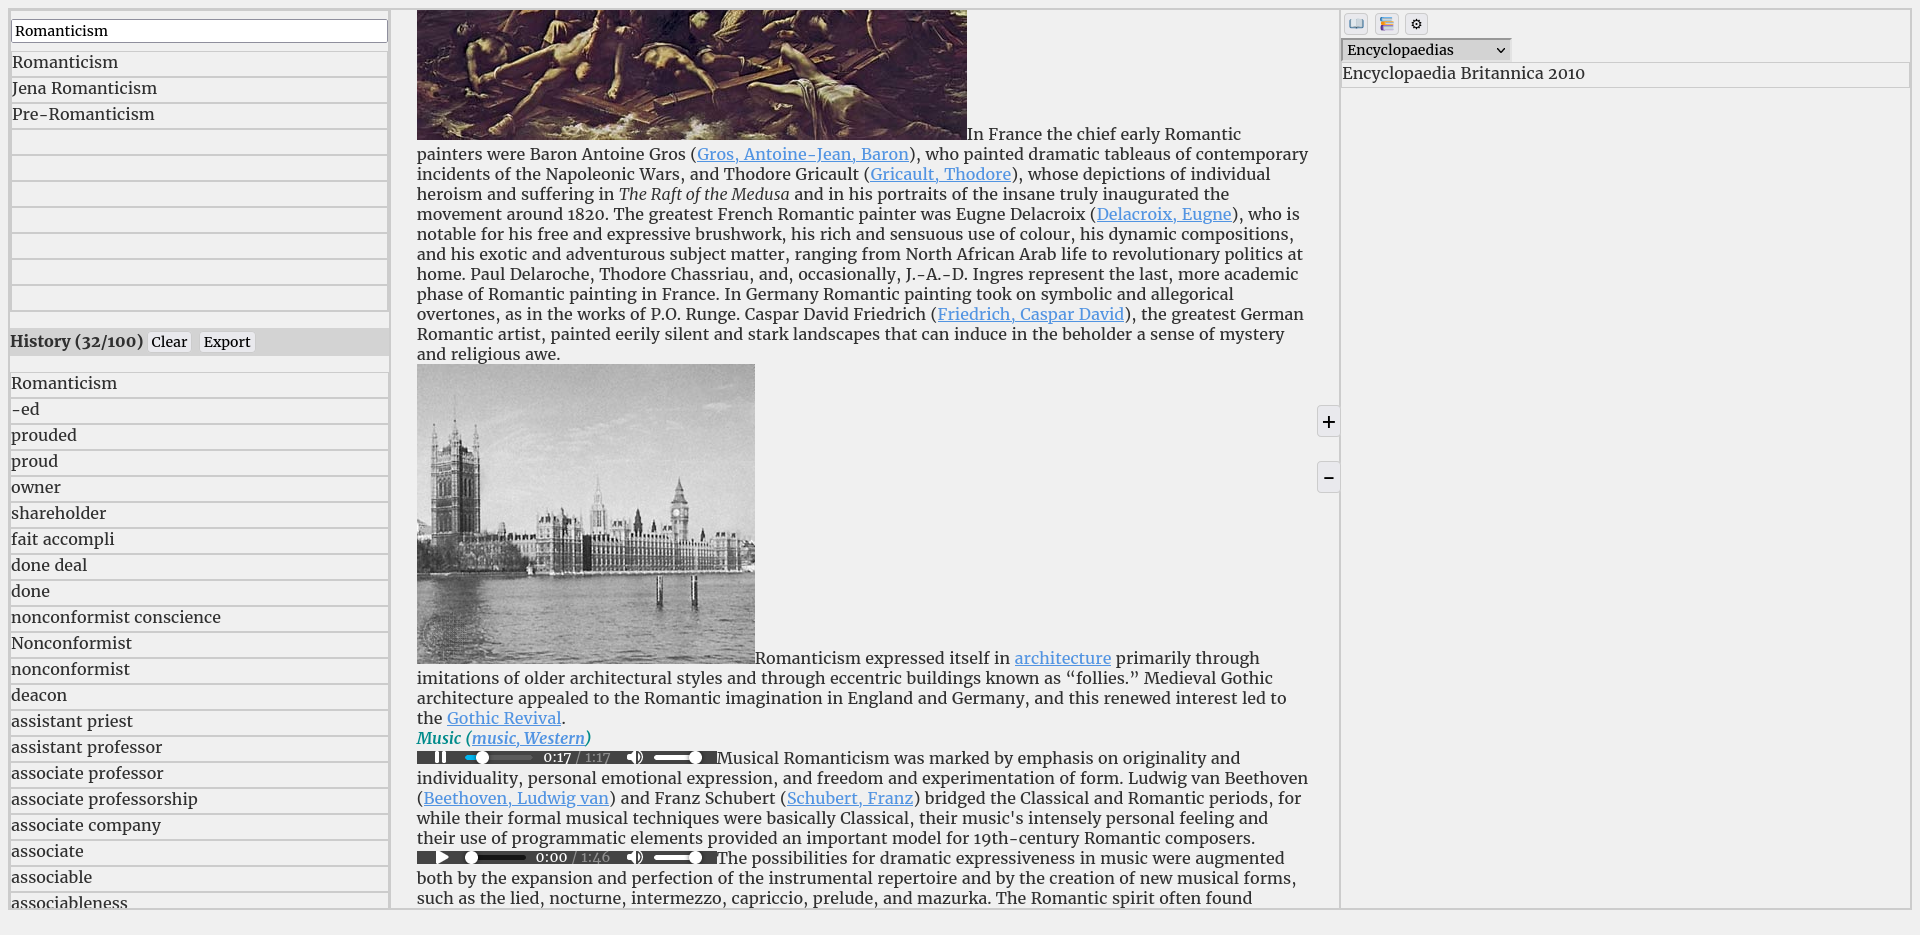 Romanticism
Romanticism
Jena Romanticism
Pre-Romanticism
History (32/100) Clear Export
Romanticism
-ed
prouded
proud
owner
shareholder
fait accompli
done deal
done
nonconformist conscience
Nonconformist
nonconformist
deacon
assistant priest
assistant professor
associate professor
associate professorship
associate company
associate
associable
associableness
In France the chief early Romantic
painters were Baron Antoine Gros (Gros, Antoine-Jean, Baron), who painted dramatic tableaus of contemporary
incidents of the Napoleonic Wars, and Thodore Gricault (Gricault, Thodore), whose depictions of individual
heroism and suffering in The Raft of the Medusa and in his portraits of the insane truly inaugurated the
movement around 1820. The greatest French Romantic painter was Eugne Delacroix (Delacroix, Eugne), who is
notable for his free and expressive brushwork, his rich and sensuous use of colour, his dynamic compositions,
and his exotic and adventurous subject matter, ranging from North African Arab life to revolutionary politics at
home. Paul Delaroche, Thodore Chassriau, and, occasionally, J.-A.-D. Ingres represent the last, more academic
phase of Romantic painting in France. In Germany Romantic painting took on symbolic and allegorical
overtones, as in the works of P.O. Runge. Caspar David Friedrich (Friedrich, Caspar David), the greatest German
Romantic artist, painted eerily silent and stark landscapes that can induce in the beholder a sense of mystery
and religious awe.
Romanticism expressed itself in architecture primarily through
imitations of older architectural styles and through eccentric buildings known as “follies.” Medieval Gothic
architecture appealed to the Romantic imagination in England and Germany, and this renewed interest led to
the Gothic Revival.
Music (music, Western)
0:17 / 1:17 Musical Romanticism was marked by emphasis on originality and
individuality, personal emotional expression, and freedom and experimentation of form. Ludwig van Beethoven
(Beethoven, Ludwig van) and Franz Schubert (Schubert, Franz) bridged the Classical and Romantic periods, for
while their formal musical techniques were basically Classical, their music's intensely personal feeling and
their use of programmatic elements provided an important model for 19th-century Romantic composers.
0:00 / 1:46 The possibilities for dramatic expressiveness in music were augmented
both by the expansion and perfection of the instrumental repertoire and by the creation of new musical forms,
such as the lied, nocturne, intermezzo, capriccio, prelude, and mazurka. The Romantic spirit often found
+
−
Encyclopaedias
Encyclopaedia Britannica 2010